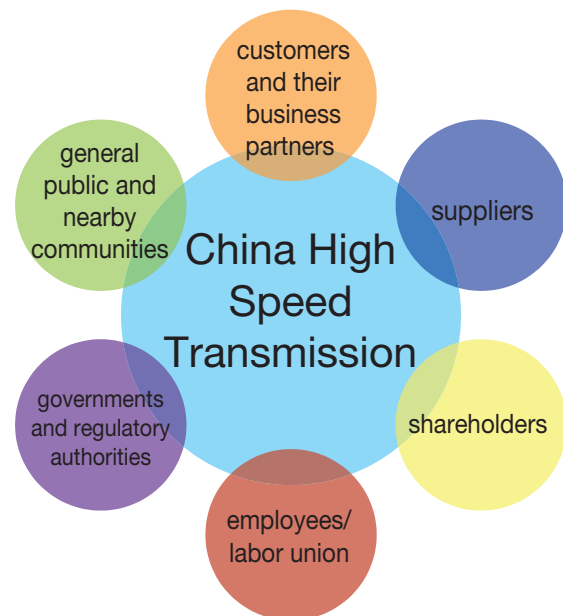 customers
and their
business
partners
general
public and
nearby
communities
suppliers
China High
Speed
Transmission
governments
and regulatory
authorities
shareholders
employees/
labor union